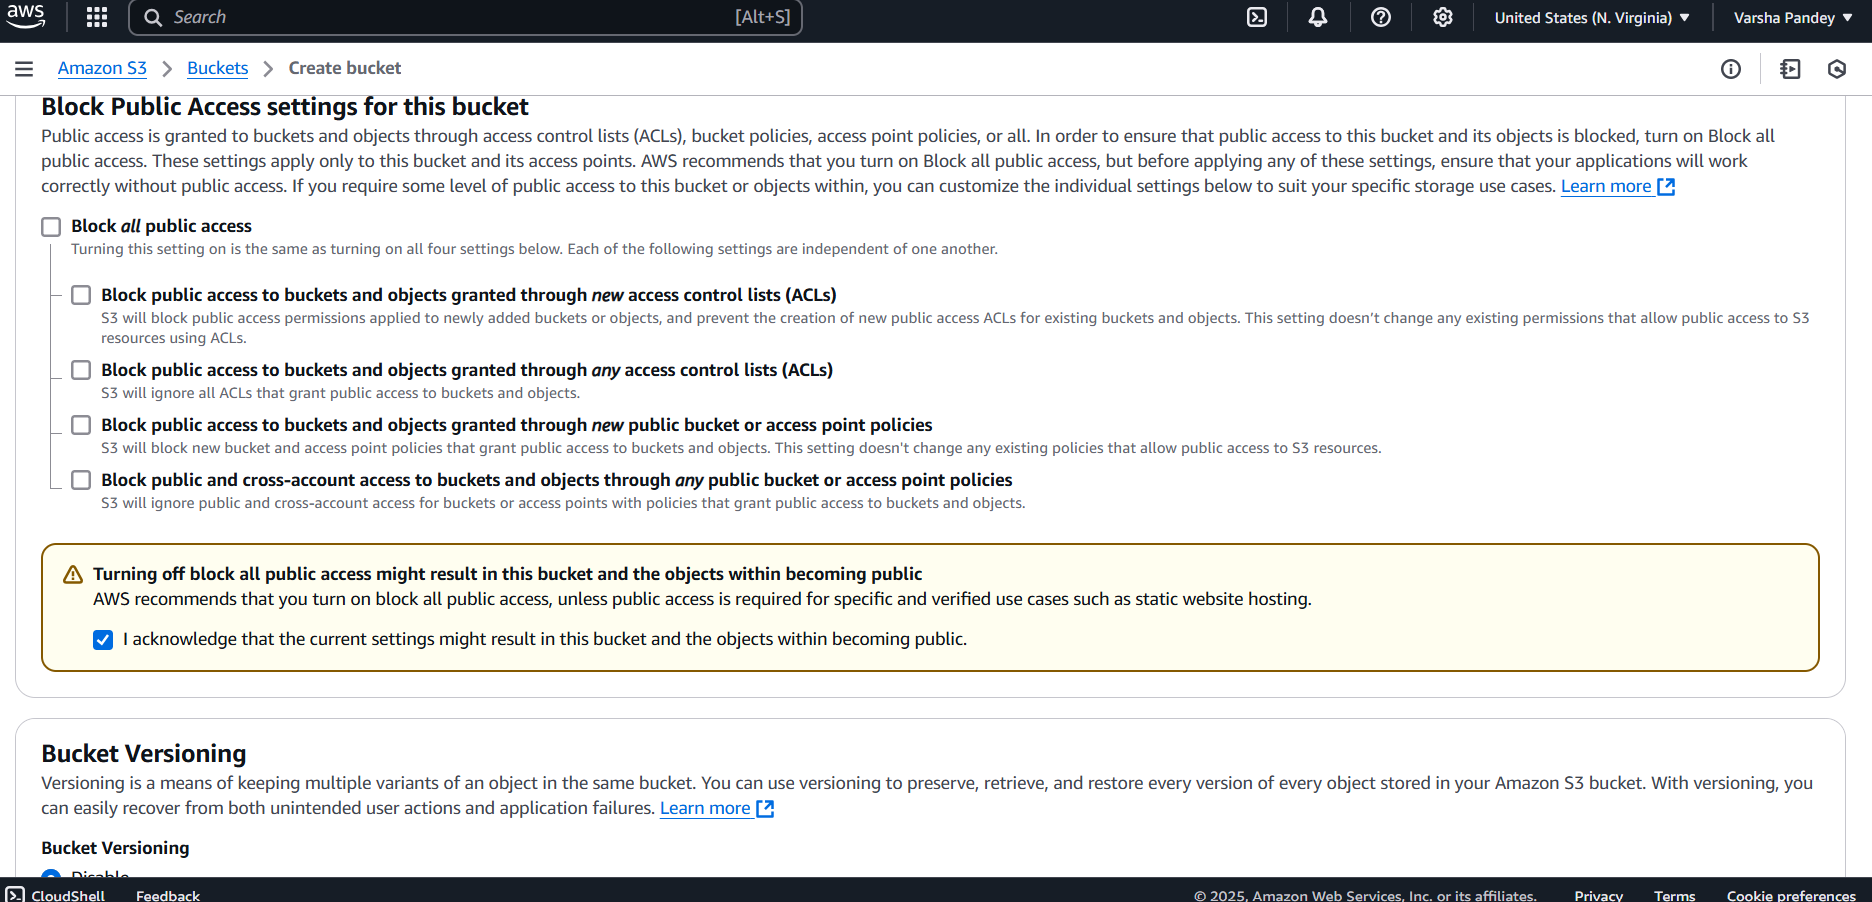 aws
Search
[Alt+S]
United States (N. Virginia)
Varsha Pandey
Amazon S3
Buckets
Create bucket
Block Public Access settings for this bucket
Public access is granted to buckets and objects through access control lists (ACLs), bucket policies, access point policies, or all. In order to ensure that public access to this bucket and its objects is blocked, turn on Block all
public access. These settings apply only to this bucket and its access points. AWS recommends that you turn on Block all public access, but before applying any of these settings, ensure that your applications will work
correctly without public access. If you require some level of public access to this bucket or objects within, you can customize the individual settings below to suit your specific storage use cases. Learn more
Block all public access
Turning this setting on is the same as turning on all four settings below. Each of the following settings are independent of one another.
Block public access to buckets and objects granted through new access control lists (ACLs)
S3 will block public access permissions applied to newly added buckets or objects, and prevent the creation of new public access ACLs for existing buckets and objects. This setting doesn't change any existing permissions that allow public access to S3
resources using ACLs.
Block public access to buckets and objects granted through any access control lists (ACLs)
S3 will ignore all ACLs that grant public access to buckets and objects.
Block public access to buckets and objects granted through new public bucket or access point policies
S3 will block new bucket and access point policies that grant public access to buckets and objects. This setting doesn't change any existing policies that allow public access to S3 resources.
Block public and cross-account access to buckets and objects through any public bucket or access point policies
S3 will ignore public and cross-account access for buckets or access points with policies that grant public access to buckets and objects.
Turning off block all public access might result in this bucket and the objects within becoming public
AWS recommends that you turn on block all public access, unless public access is required for specific and verified use cases such as static website hosting.
I acknowledge that the current settings might result in this bucket and the objects within becoming public.
Bucket Versioning
Versioning is a means of keeping multiple variants of an object in the same bucket. You can use versioning to preserve, retrieve, and restore every version of every object stored in your Amazon S3 bucket. With versioning, you
can easily recover from both unintended user actions and application failures. Learn more
Bucket Versioning
Disable
CloudShell
Feedback
© 2025, Amazon Web Services, Inc. or its affiliates.
Privacy
Terms
Cookie preferences